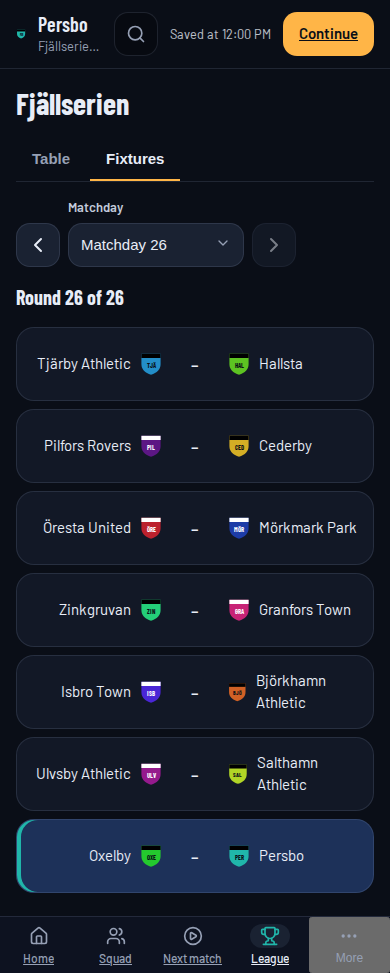 Persbo
Fjällserien...
Saved at 12:00 PM
Continue
Fjällserien
Table
Fixtures
Matchday
Matchday 26
Round 26 of 26
Tjärby Athletic TJÄ – HAL Hallsta
Pilfors Rovers PIL – CED Cederby
Öresta United ÖRE – MÖR Mörkmark Park
Zinkgruvan ZIN – GRA Granfors Town
Isbro Town ISB – BJÖ Björkhamn
Athletic
Ulvsby Athletic ULV – SAL Salthamn
Athletic
Oxelby OXE – PER Persbo
Home
Squad
Next match
League
More